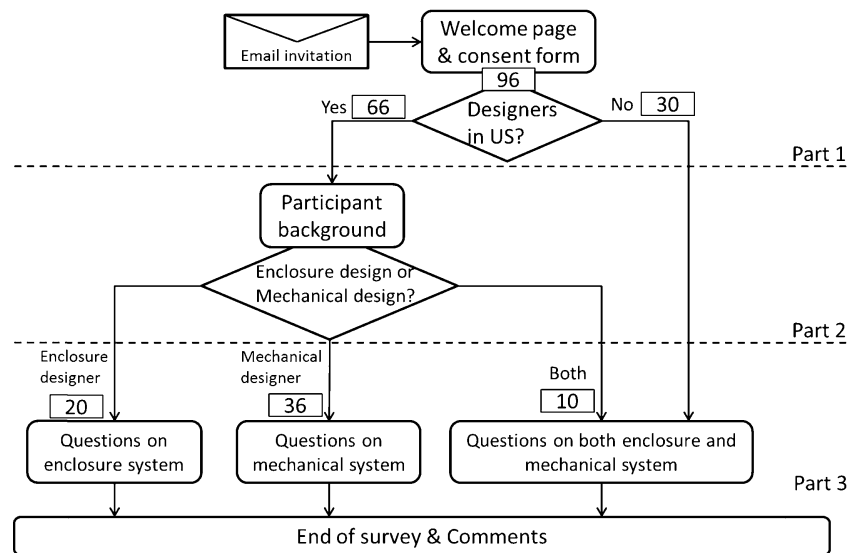 Email invitation
Welcome page
& consent form
96
Yes 66
Designers
in US?
No 30
Part 1
Participant
background
Enclosure design or
Mechanical design?
Part 2
Enclosure
designer
20
Mechanical
designer
36
Both
10
Questions on
enclosure system
Questions on
mechanical system
Questions on both enclosure and
mechanical system
Part 3
End of survey & Comments